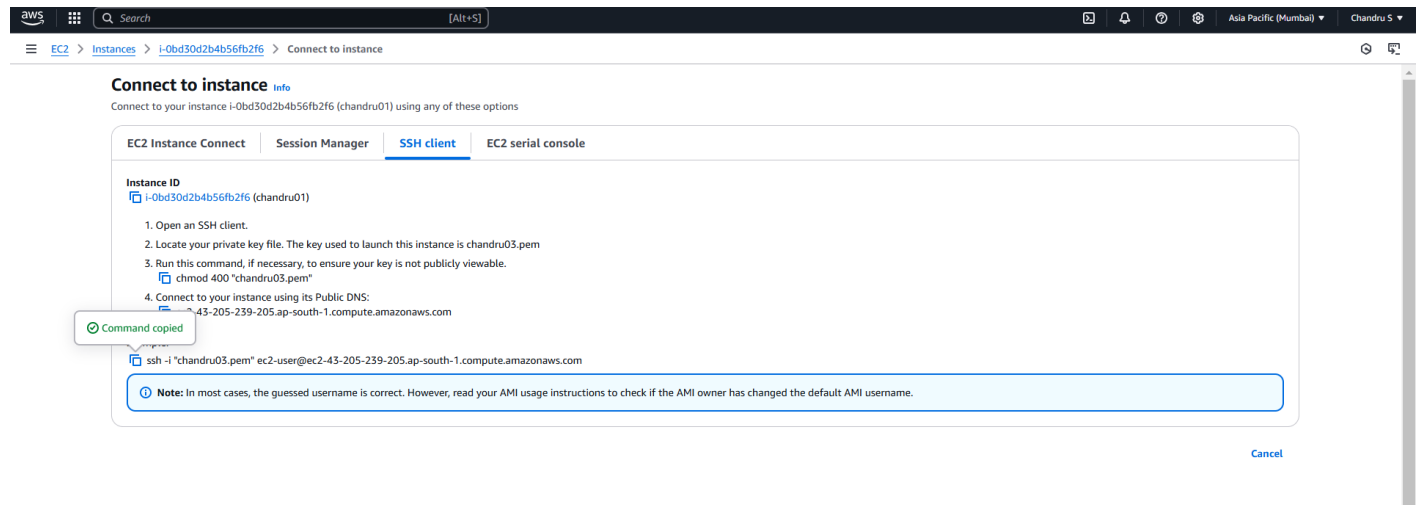 aws Search [Alt+S] Asia Pacific (Mumbai) Chandru S
EC2 > Instances > i-0bd30d2b4b56fb2f6 > Connect to instance
Connect to instance Info
Connect to your instance i-0bd30d2b4b56fb2f6 (chandru01) using any of these options
EC2 Instance Connect Session Manager SSH client EC2 serial console
Instance ID
i-0bd30d2b4b56fb2f6 (chandru01)
1. Open an SSH client.
2. Locate your private key file. The key used to launch this instance is chandru03.pem
3. Run this command, if necessary, to ensure your key is not publicly viewable.
chmod 400 "chandru03.pem"
4. Connect to your instance using its Public DNS:
-43-205-239-205.ap-south-1.compute.amazonaws.com
Command copied
ssh -i "chandru03.pem" ec2-user@ec2-43-205-239-205.ap-south-1.compute.amazonaws.com
Note: In most cases, the guessed username is correct. However, read your AMI usage instructions to check if the AMI owner has changed the default AMI username.
Cancel